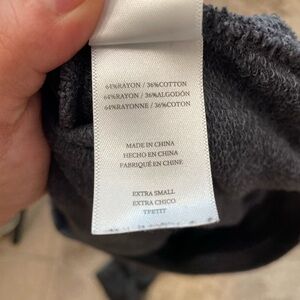 64%RAYON / 36%COTTON
64%RAYON / 36%ALGODÓN
64%RAYONNE / 36%COTON
MADE IN CHINA
HECHO EN CHINA
FABRIQUÉ EN CHINE
EXTRA SMALL
EXTRA CHICO
TPETIT